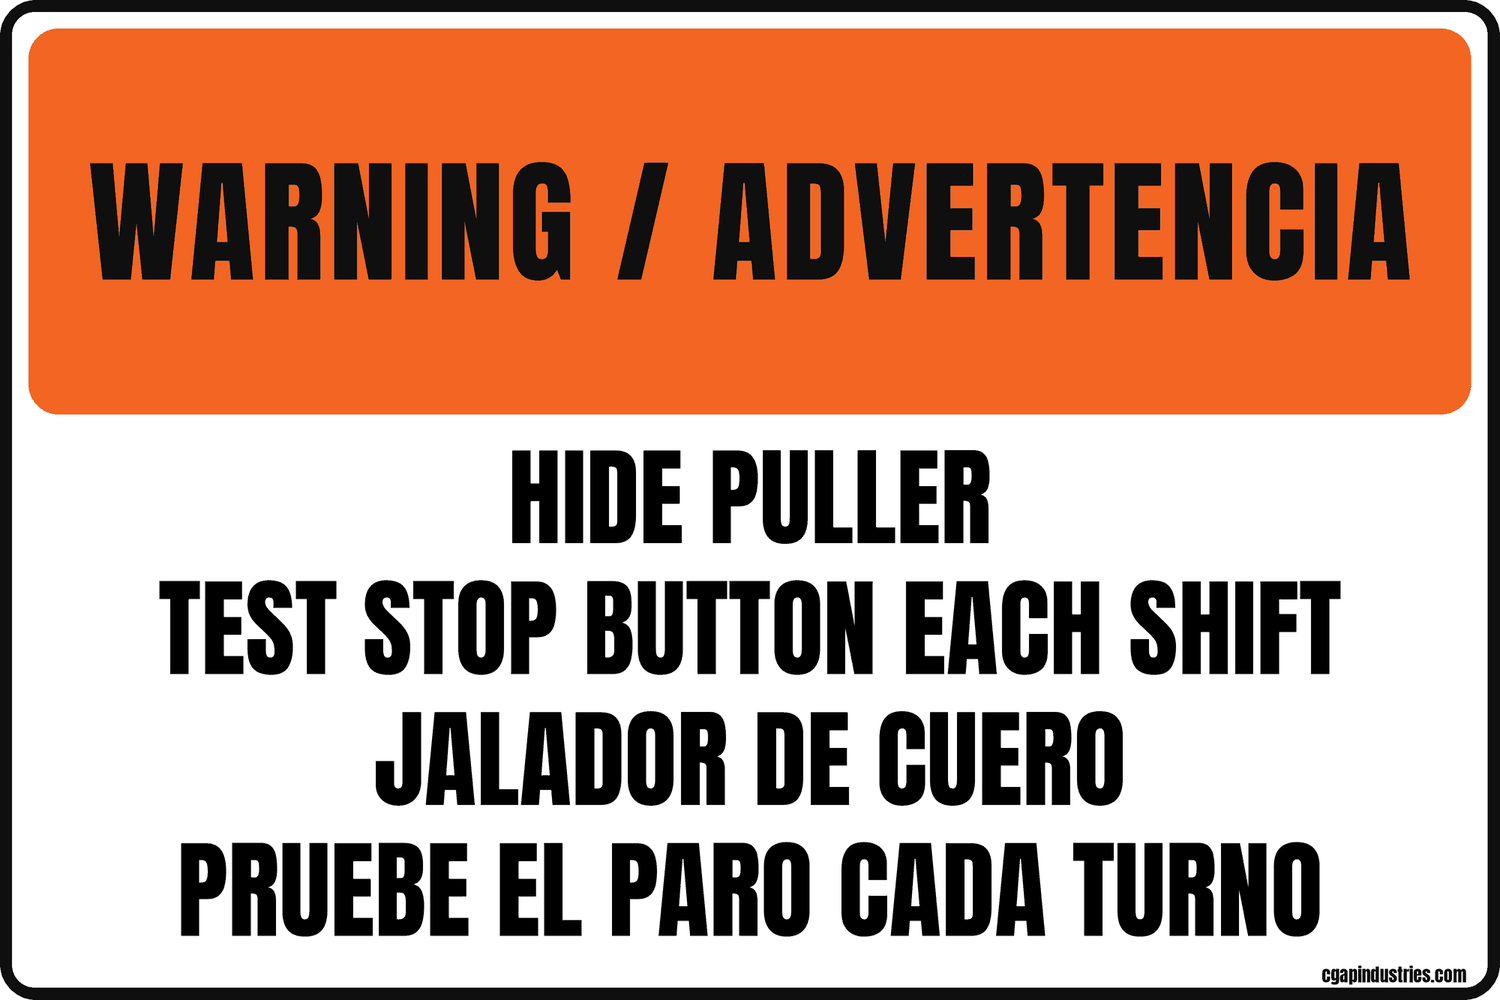 WARNING / ADVERTENCIA
HIDE PULLER
TEST STOP BUTTON EACH SHIFT
JALADOR DE CUERO
PRUEBE EL PARO CADA TURNO
cgapindustries.com